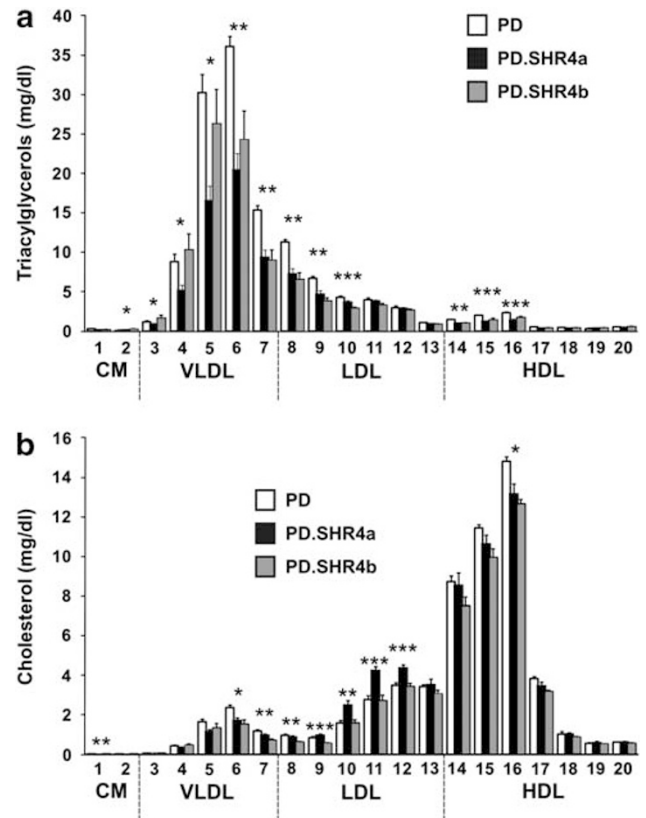 a
Triacylglycerols (mg/dl)
40
35
30
25
20
15
10
5
0
PD
PD.SHR4a
PD.SHR4b
* * * ** ** ** ** *** ** *** ***
*
1 2 3 4 5 6 7 8 9 10 11 12 13 14 15 16 17 18 19 20
CM VLDL LDL HDL
b
Cholesterol (mg/dl)
16
14
12
10
8
6
4
2
0
PD
PD.SHR4a
PD.SHR4b
** * ** ** *** ** *** *** *
1 2 3 4 5 6 7 8 9 10 11 12 13 14 15 16 17 18 19 20
CM VLDL LDL HDL